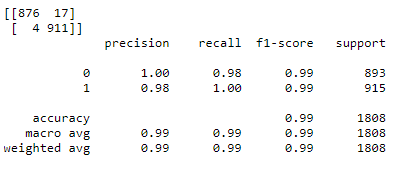 [[876  17]
 [  4 911]]
              precision    recall  f1-score   support

           0       1.00      0.98      0.99       893
           1       0.98      1.00      0.99       915

    accuracy                           0.99      1808
   macro avg       0.99      0.99      0.99      1808
weighted avg       0.99      0.99      0.99      1808